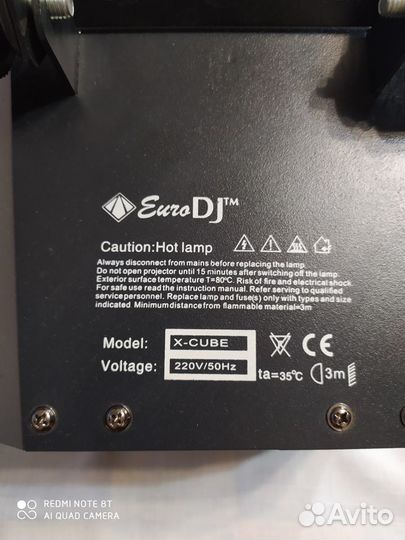 EuroDJ™
Caution:Hot lamp
Always disconnect from mains before replacing the lamp.
Do not open projector until 15 minutes after switching off the lamp.
Exterior surface temperature T=80°C. Risk of fire and electrical shock.
For safe use read the instruction manual. Refer serving to qualified
servicepersonnel. Replace lamp and fuse(s) only with types and size
indicated Minimum distance from flammable material=3m
Model: X-CUBE
Voltage: 220V/50Hz
CE
ta=35°C 3m
REDMI NOTE 8T
AI QUAD CAMERA
Avito